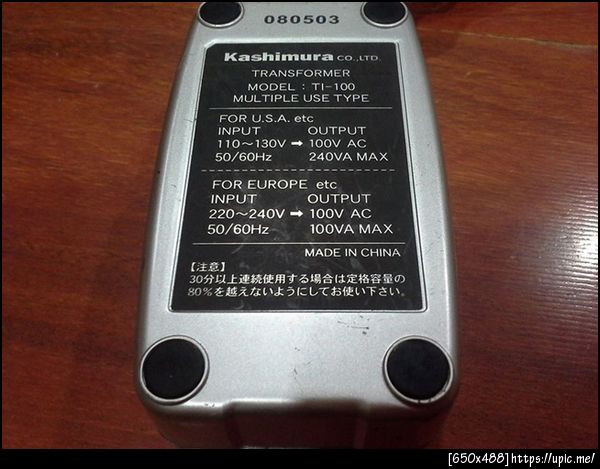 080503
Kashimura CO.,LTD.
TRANSFORMER
MODEL : TI-100
MULTIPLE USE TYPE
FOR U.S.A. etc
INPUT OUTPUT
110～130V ➡ 100V AC
50/60Hz 240VA MAX
FOR EUROPE etc
INPUT OUTPUT
220～240V ➡ 100V AC
50/60Hz 100VA MAX
MADE IN CHINA
【注意】
30分以上連続使用する場合は定格容量の
80%を越えないようにしてお使い下さい。
[650x488]https://upic.me/